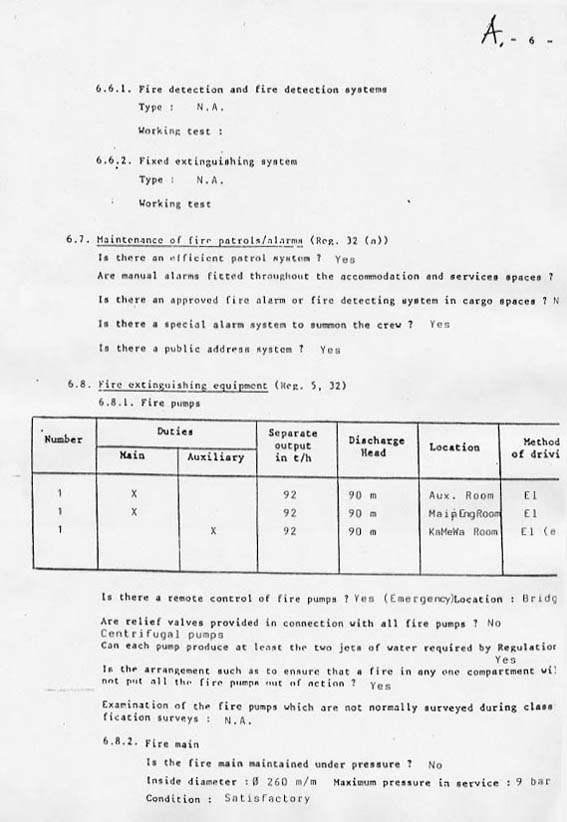 A. - 6 -
6.6.1. Fire detection and fire detection systems
Type : N.A.
Working test :
6.6.2. Fixed extinguishing system
Type : N.A.
Working test
6.7. Maintenance of fire patrols/alarms (Reg. 32 (a))
Is there an efficient patrol system ? Yes
Are manual alarms fitted throughout the accommodation and services spaces ?
Is there an approved fire alarm or fire detecting system in cargo spaces ? N
Is there a special alarm system to summon the crew ? Yes
Is there a public address system ? Yes
6.8. Fire extinguishing equipment (Reg. 5, 32)
6.8.1. Fire pumps
Number Duties Separate output in t/h Discharge Head Location Method of drivi
Main Auxiliary
1 X 92 90 m Aux. Room El
1 X 92 90 m Main EngRoom El
1 X 92 90 m KaMeWa Room El (e
Is there a remote control of fire pumps ? Yes (Emergency)Location : Bridg
Are relief valves provided in connection with all fire pumps ? No
Centrifugal pumps
Can each pump produce at least the two jets of water required by Regulation
Yes
Is the arrangement such as to ensure that a fire in any one compartment wil
not put all the fire pumps out of action ? Yes
Examination of the fire pumps which are not normally surveyed during class
fication surveys : N.A.
6.8.2. Fire main
Is the fire main maintained under pressure ? No
Inside diameter : Ø 260 m/m Maximum pressure in service : 9 bar
Condition : Satisfactory